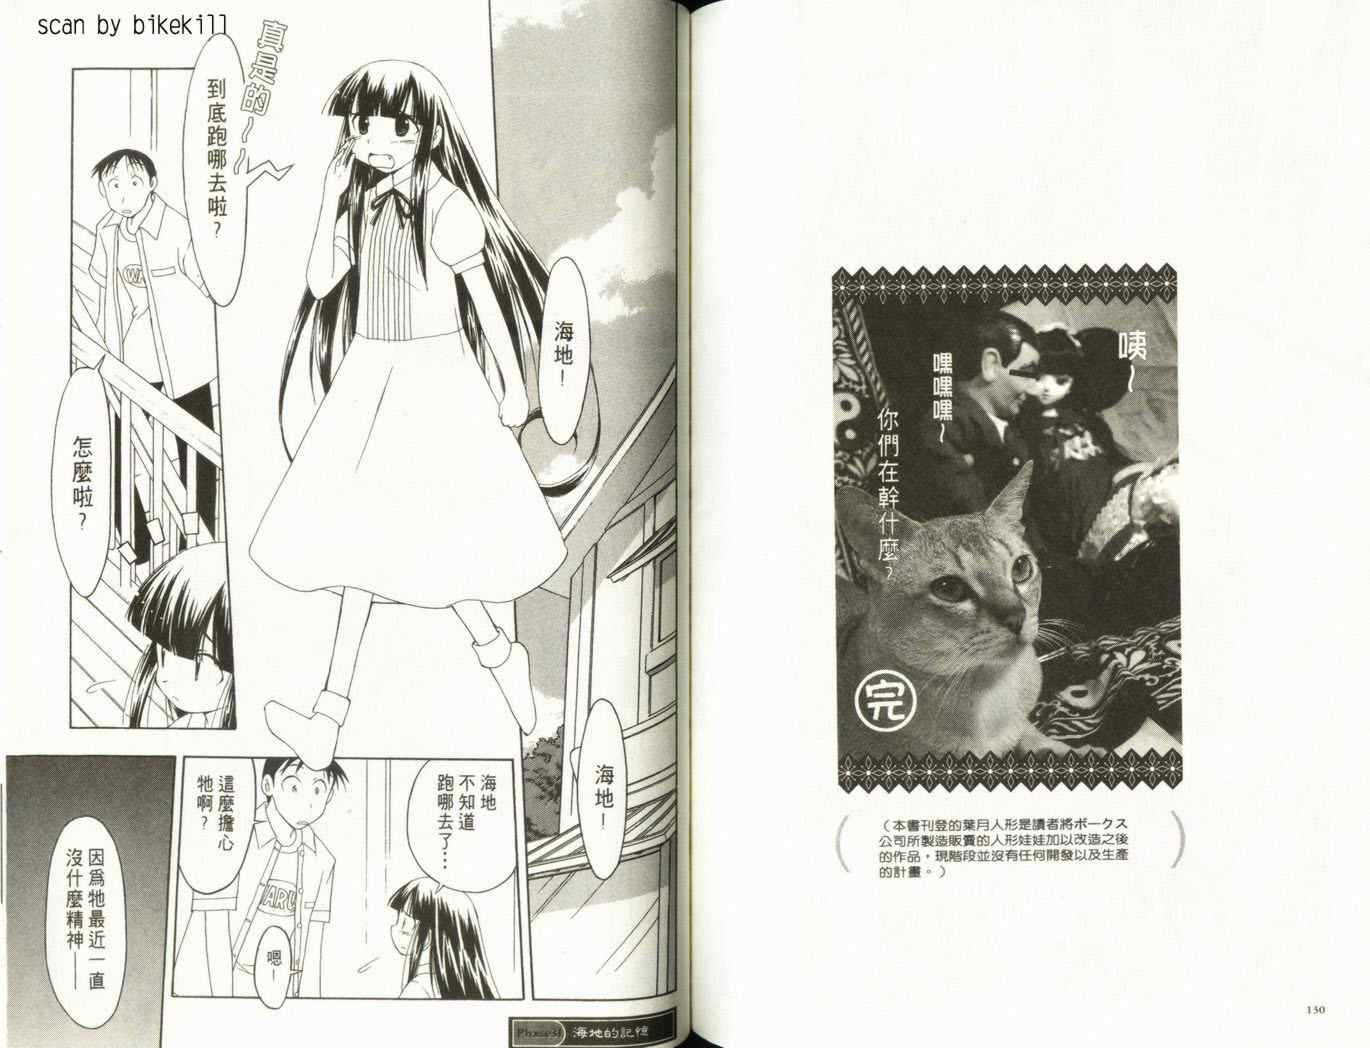 scan by bikekill
咦～
嘿嘿嘿～
你們在幹什麼？
完
（本書刊登的葉月人形是讀者將ボークス
公司所製造販賣的人形娃娃加以改造之後
的作品，現階段並沒有任何開發以及生產
的計畫。）
130
海地！
海地！
真是的～～
到底跑哪去啦？
怎麼啦？
WA
海地
不知道
跑哪去了…
這麼擔心
牠啊？
WARU
嗯！
因為牠最近一直
沒什麼精神——
Phase31 海地的記憶